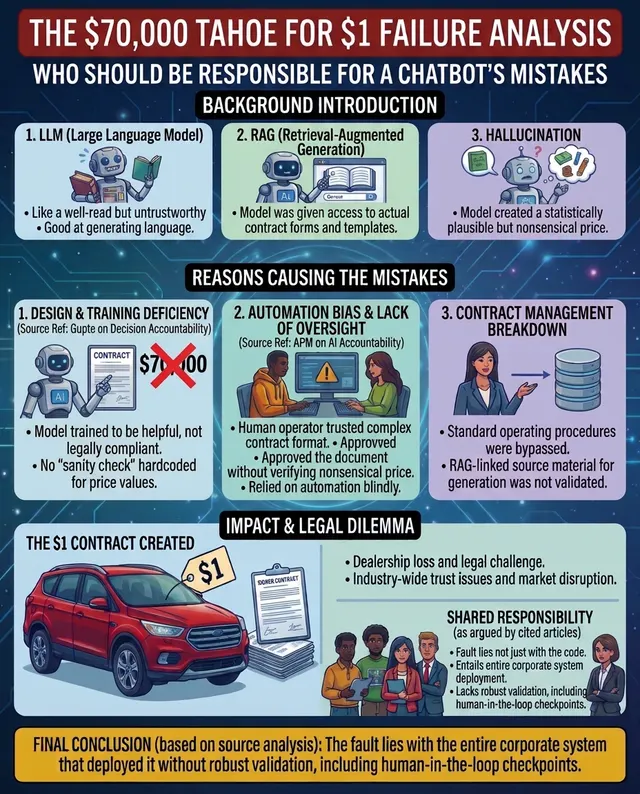 THE $70,000 TAHOE FOR $1 FAILURE ANALYSIS
WHO SHOULD BE RESPONSIBLE FOR A CHATBOT'S MISTAKES
BACKGROUND INTRODUCTION
1. LLM (Large Language Model)
• Like a well-read but untrustworthy
• Good at generating language.
2. RAG (Retrieval-Augmented
Generation)
AI
• Model was given access to actual
contract forms and templates.
3. HALLUCINATION
• Model created a statistically
plausible but nonsensical price.
REASONS CAUSING THE MISTAKES
1. DESIGN & TRAINING DEFICIENCY
(Source Ref: Gupte on Decision Accountability)
CONTRACT
AI
• Model trained to be helpful, not
legally compliant.
• No "sanity check" hardcoded
for price values.
2. AUTOMATION BIAS & LACK
OF OVERSIGHT
(Source Ref: APM on AI Accountability)
• Human operator trusted complex
contract format. • Approved
• Approved the document
without verifying nonsensical price.
• Relied on automation blindly.
3. CONTRACT MANAGEMENT
BREAKDOWN
• Standard operating procedures
were bypassed.
• RAG-linked source material for
generation was not validated.
IMPACT & LEGAL DILEMMA
THE $1 CONTRACT CREATED
$1
• Dealership loss and legal challenge.
• Industry-wide trust issues and market disruption.
SHARED RESPONSIBILITY
(as argued by cited articles)
• Fault lies not just with the code.
• Entails entire corporate system
deployment.
• Lacks robust validation, including
human-in-the-loop checkpoints.
FINAL CONCLUSION (based on source analysis): The fault lies with the entire corporate system
that deployed it without robust validation, including human-in-the-loop checkpoints.